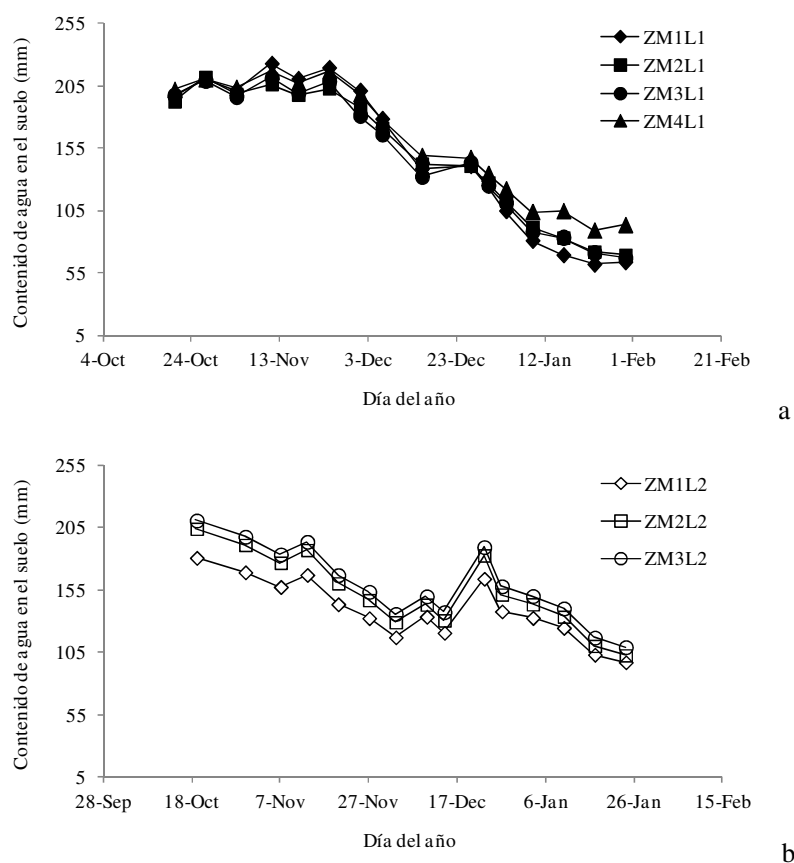 255
205
155
105
55
5
Contenido de agua en el suelo (mm)
ZM1L1
ZM2L1
ZM3L1
ZM4L1
4-Oct 24-Oct 13-Nov 3-Dec 23-Dec 12-Jan 1-Feb 21-Feb
Día del año
a
255
205
155
105
55
5
Contenido de agua en el suelo (mm)
ZM1L2
ZM2L2
ZM3L2
28-Sep 18-Oct 7-Nov 27-Nov 17-Dec 6-Jan 26-Jan 15-Feb
Día del año
b